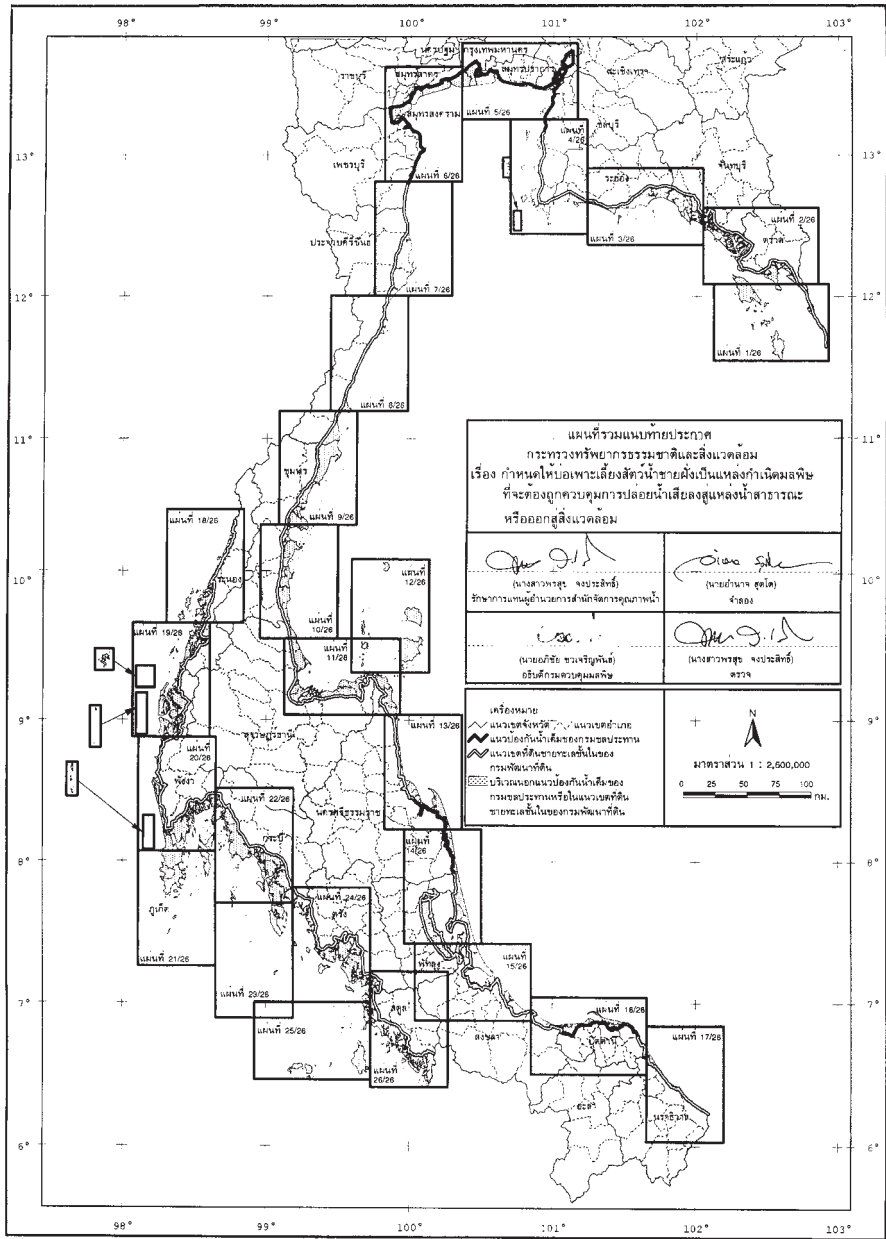 98°
99°
100°
101°
102°
103°
นครปฐม
กรุงเทพมหานคร
ราชบุรี
สมุทรสาคร
สมุทรปราการ
ฉะเชิงเทรา
สระแก้ว
สมุทรสงคราม
แผ่นที่ 5/26
แผ่นที่
4/26
ชลบุรี
13°
13°
เพชรบุรี
แผ่นที่ 6/26
ระยอง
จันทบุรี
แผ่นที่ 2/26
ตราด
ประจวบคีรีขันธ์
แผ่นที่ 3/26
แผ่นที่ 7/26
12°
12°
แผ่นที่ 1/26
แผ่นที่ 8/26
11°
11°
ชุมพร
แผ่นที่ 9/26
แผนที่รวมแนบท้ายประกาศ
กระทรวงทรัพยากรธรรมชาติและสิ่งแวดล้อม
เรื่อง กำหนดให้บ่อเพาะเลี้ยงสัตว์น้ำชายฝั่งเป็นแหล่งกำเนิดมลพิษ
ที่จะต้องถูกควบคุมการปล่อยน้ำเสียลงสู่แหล่งน้ำสาธารณะ
หรือออกสู่สิ่งแวดล้อม
(นางสาวพรสุข จงประสิทธิ์)
รักษาการแทนผู้อำนวยการสำนักจัดการคุณภาพน้ำ
(นายอำนาจ สุดโต)
จำลอง
(นายอภิชัย ชวเจริญพันธ์)
อธิบดีกรมควบคุมมลพิษ
(นางสาวพรสุข จงประสิทธิ์)
ตรวจ
แผ่นที่ 18/26
ระนอง
10°
10°
แผ่นที่
12/26
แผ่นที่
10/26
แผ่นที่
11/26
แผ่นที่ 19/26
9°
9°
สุราษฎร์ธานี
แผ่นที่ 13/26
เครื่องหมาย
แนวเขตจังหวัด แนวเขตอำเภอ
แนวป้องกันน้ำเค็มของกรมชลประทาน
แนวเขตที่ดินชายทะเลชั้นในของ
กรมพัฒนาที่ดิน
บริเวณนอกแนวป้องกันน้ำเค็มของ
กรมชลประทานหรือในแนวเขตที่ดิน
ชายทะเลชั้นในของกรมพัฒนาที่ดิน
N
มาตราส่วน 1 : 2,500,000
0 25 50 75 100
กม.
แผ่นที่
20/26
พังงา
แผ่นที่ 22/26
กระบี่
นครศรีธรรมราช
8°
8°
แผ่นที่
14/26
ภูเก็ต
แผ่นที่ 24/26
ตรัง
แผ่นที่ 21/26
พัทลุง
แผ่นที่
15/26
แผ่นที่ 23/26
7°
7°
แผ่นที่ 25/26
สตูล
แผ่นที่
26/26
สงขลา
แผ่นที่ 16/26
ปัตตานี
แผ่นที่ 17/26
ยะลา
นราธิวาส
6°
6°
98°
99°
100°
101°
102°
103°